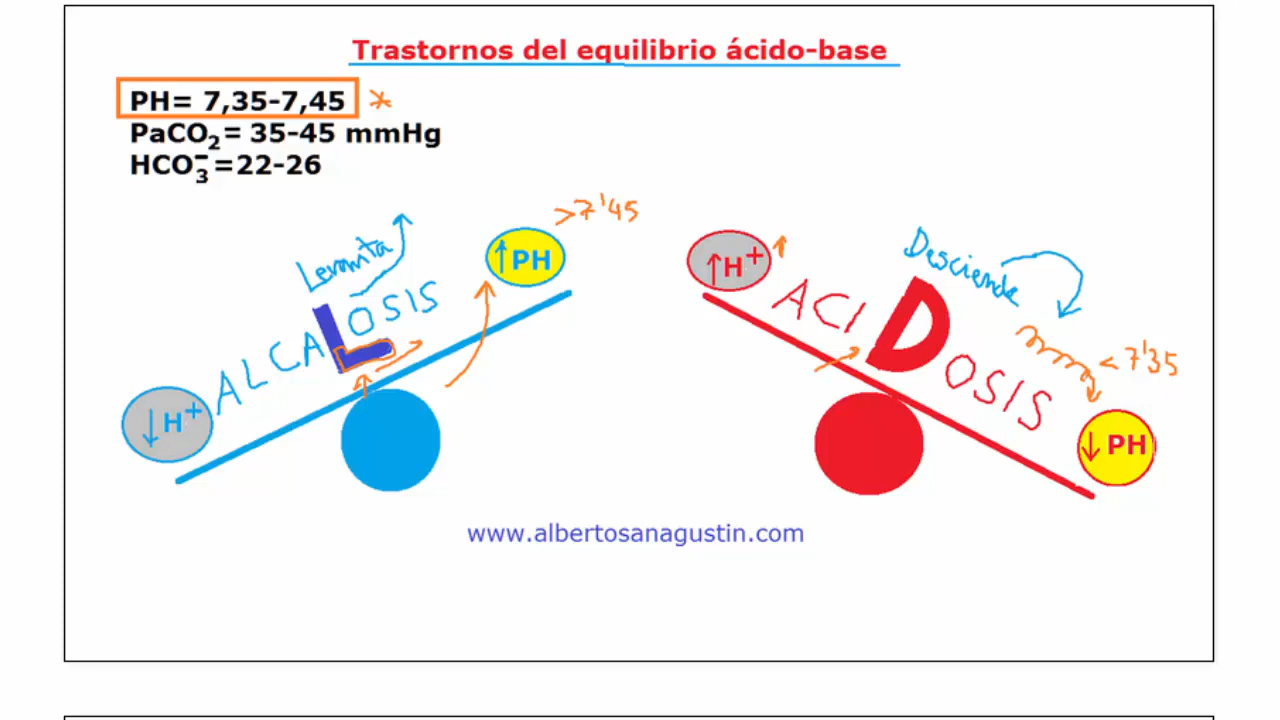 Trastornos del equilibrio ácido-base
PH= 7,35-7,45 *
PaCO₂= 35-45 mmHg
HCO₃⁻=22-26
Levanta
ALCALOSIS
↓H⁺
↑PH
>7'45
↑H⁺
ACIDOSIS
Desciende
<7'35
↓PH
www.albertosanagustin.com